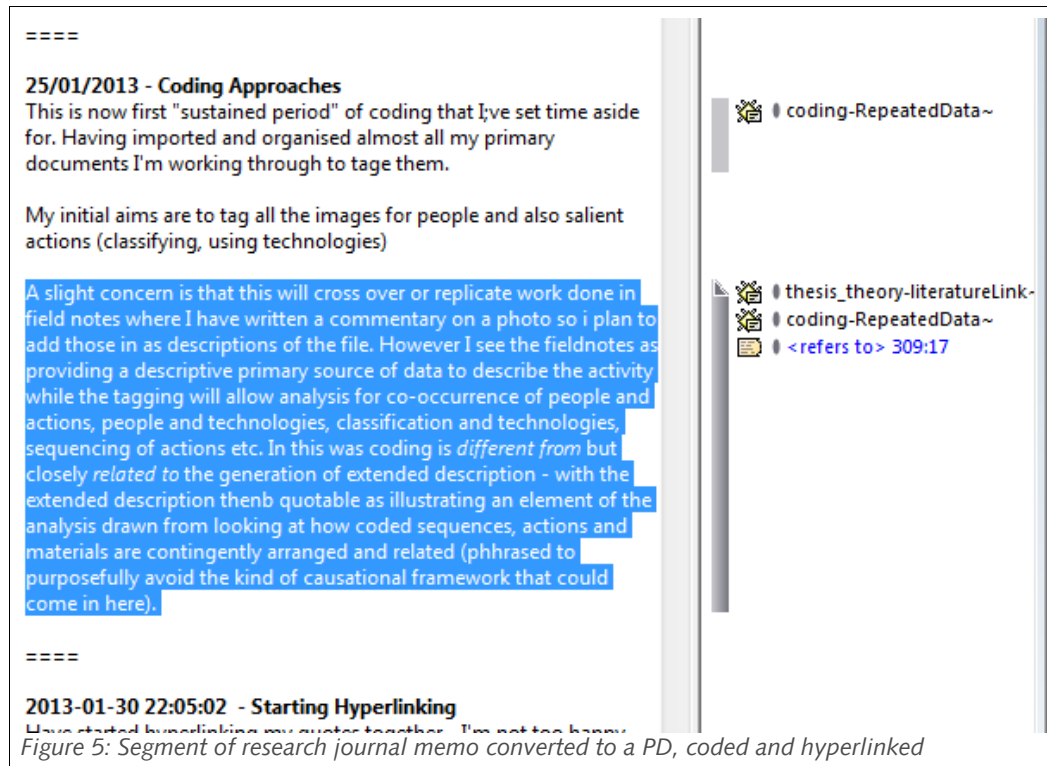 ====
25/01/2013 - Coding Approaches
This is now first "sustained period" of coding that I;ve set time aside
for. Having imported and organised almost all my primary
documents I'm working through to tage them.
coding-RepeatedData~
My initial aims are to tag all the images for people and also salient
actions (classifying, using technologies)
A slight concern is that this will cross over or replicate work done in
field notes where I have written a commentary on a photo so i plan to
add those in as descriptions of the file. However I see the fieldnotes as
providing a descriptive primary source of data to describe the activity
while the tagging will allow analysis for co-occurrence of people and
actions, people and technologies, classification and technologies,
sequencing of actions etc. In this was coding is different from but
closely related to the generation of extended description - with the
extended description thenb quotable as illustrating an element of the
analysis drawn from looking at how coded sequences, actions and
materials are contingently arranged and related (phhrased to
purposefully avoid the kind of causational framework that could
come in here).
thesis_theory-literatureLink~
coding-RepeatedData~
<refers to> 309:17
====
2013-01-30 22:05:02 - Starting Hyperlinking
Have started hyperlinking my quotes together. I'm not too happy
Figure 5: Segment of research journal memo converted to a PD, coded and hyperlinked